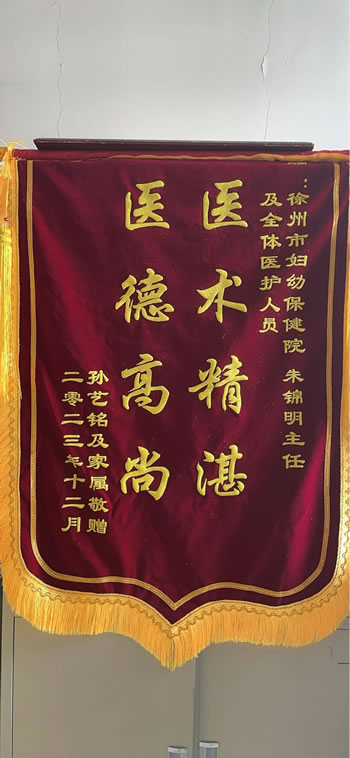 ：徐州市妇幼保健院 朱锦明主任
及全体医护人员
医术精湛
医德高尚
孙艺铭及家属敬赠
二零二三年十二月